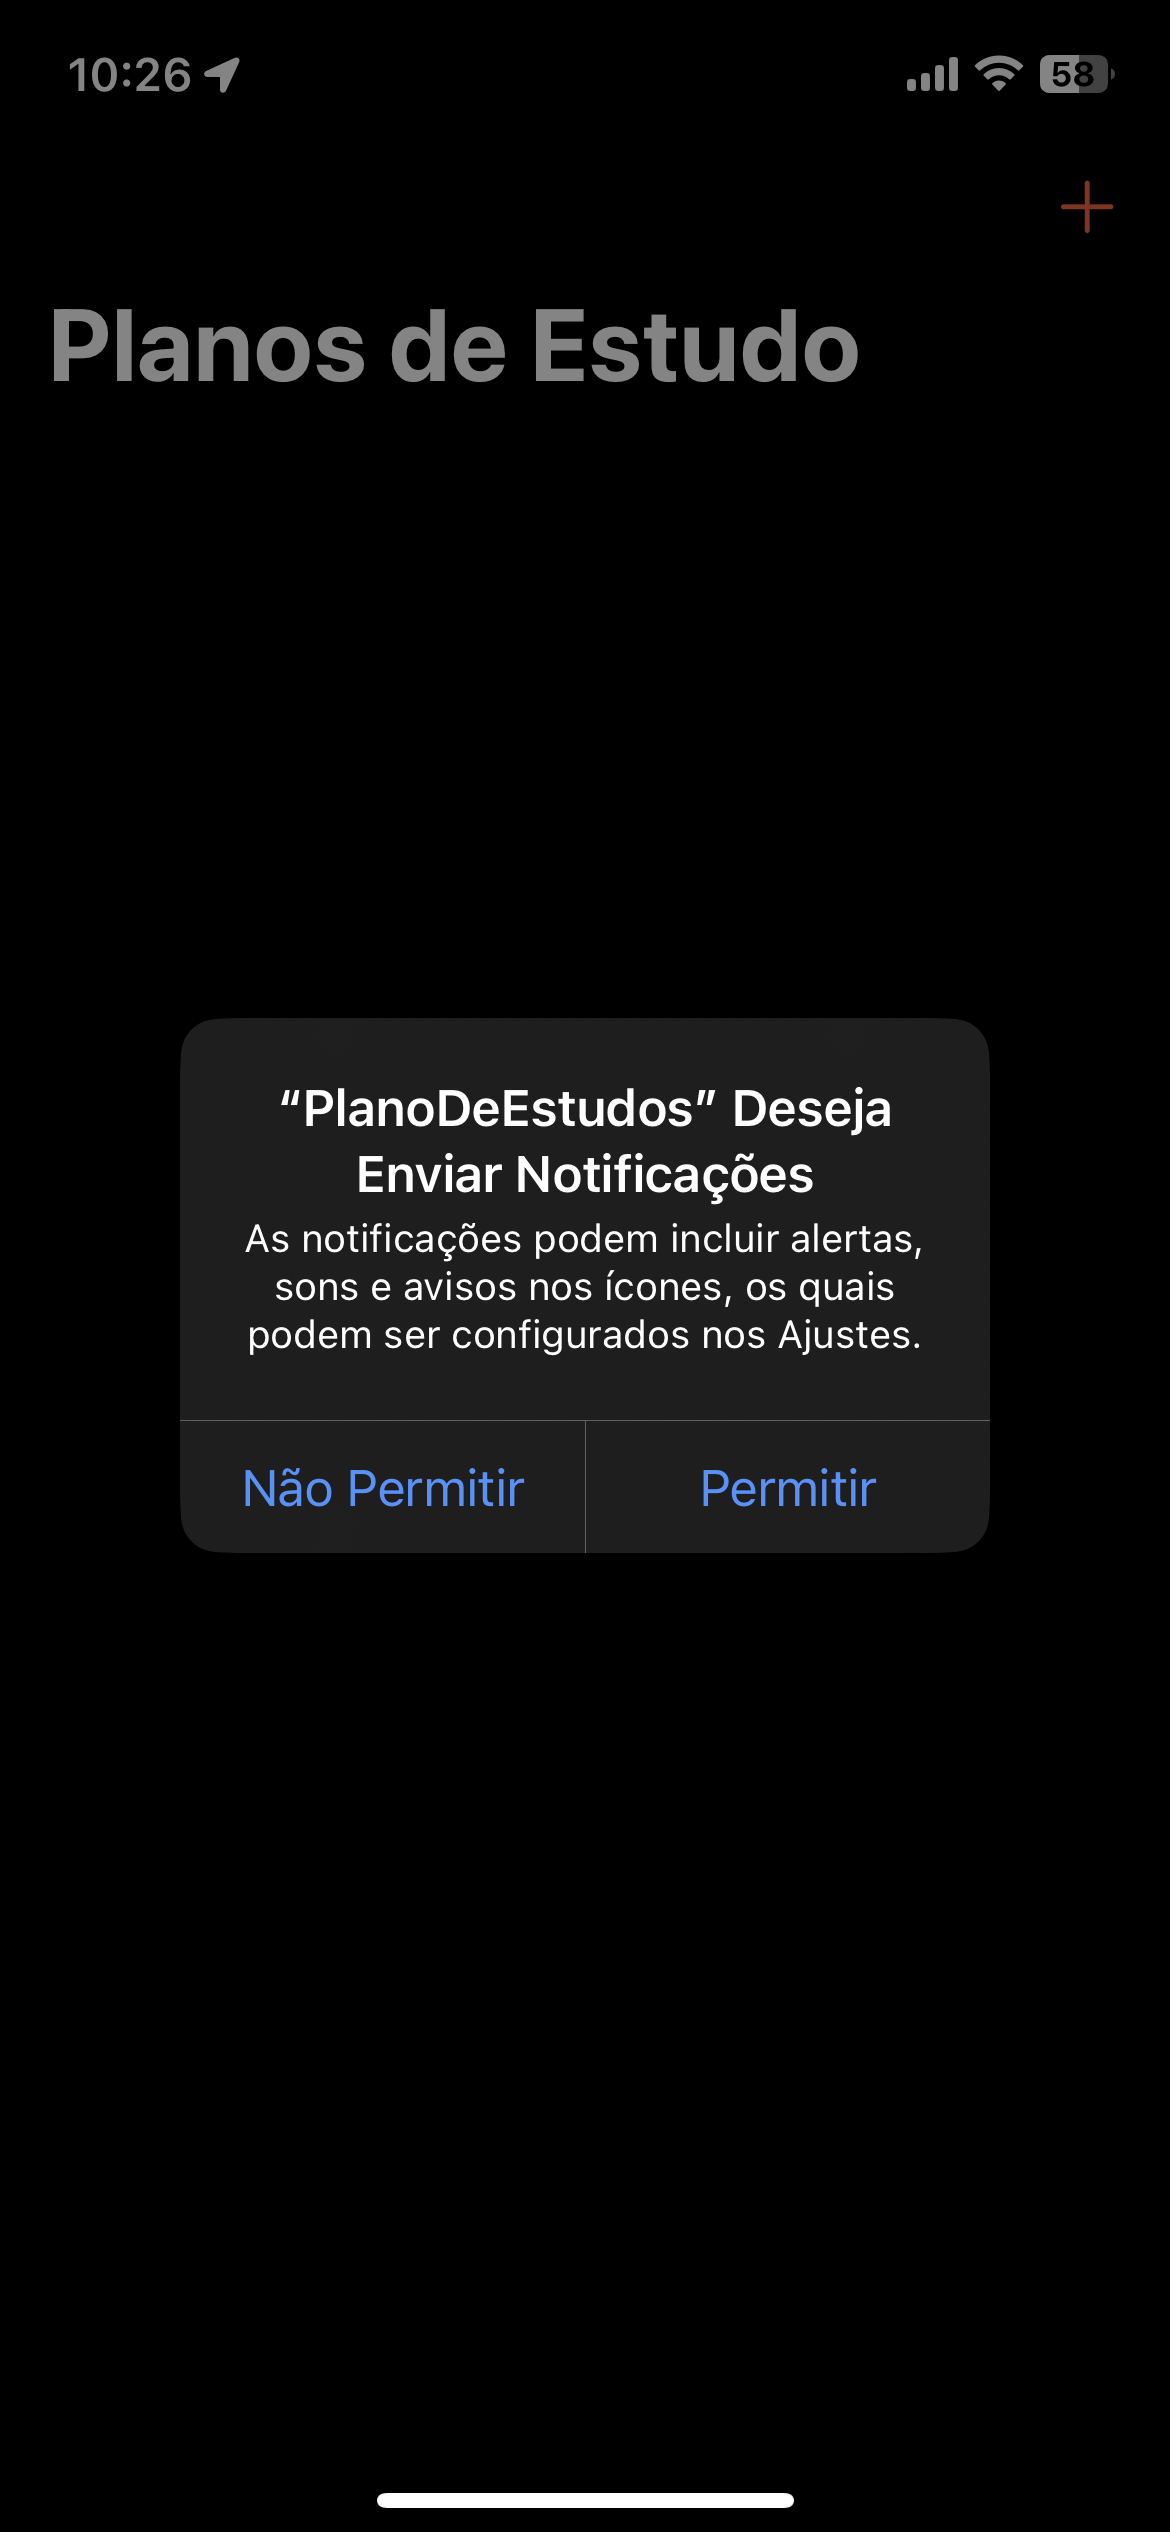 10:26
58
Planos de Estudo
“PlanoDeEstudos” Deseja
Enviar Notificações
As notificações podem incluir alertas,
sons e avisos nos ícones, os quais
podem ser configurados nos Ajustes.
Não Permitir
Permitir